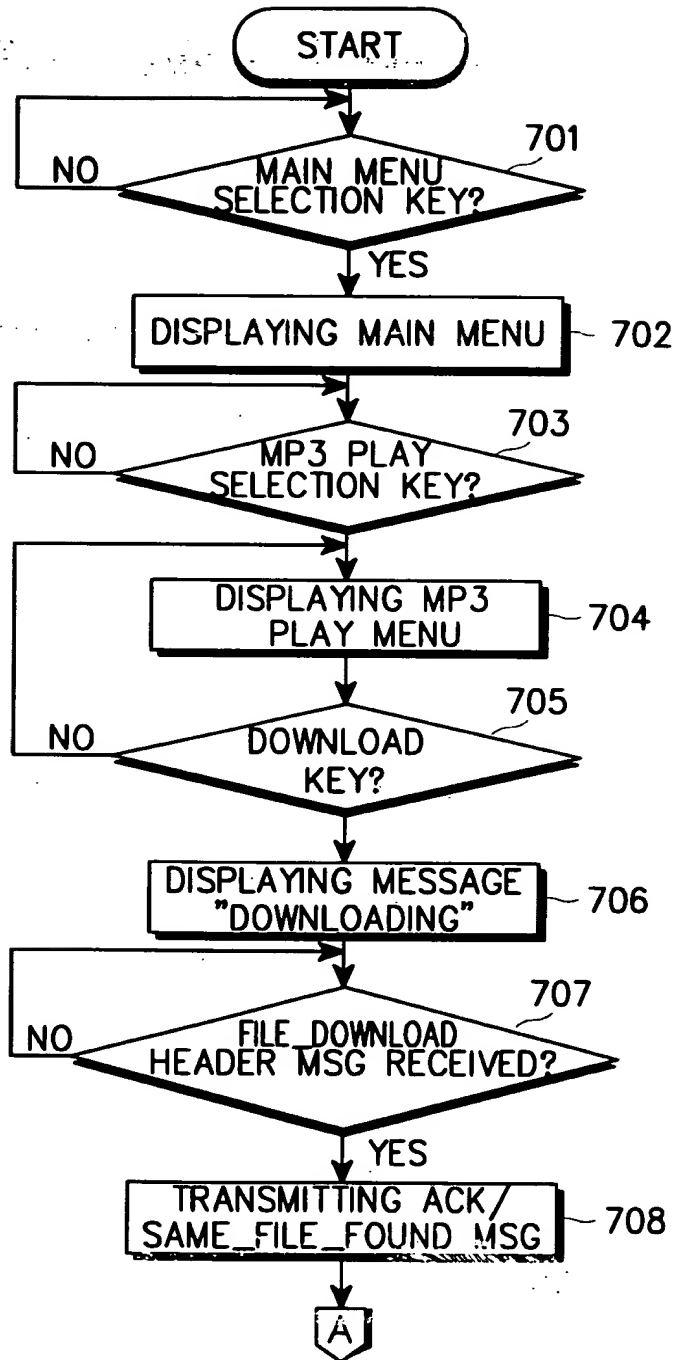 START
701
NO
MAIN MENU
SELECTION KEY?
YES
DISPLAYING MAIN MENU
702
703
NO
MP3 PLAY
SELECTION KEY?
DISPLAYING MP3
PLAY MENU
704
705
NO
DOWNLOAD
KEY?
DISPLAYING MESSAGE
"DOWNLOADING"
706
707
NO
FILE_DOWNLOAD
HEADER MSG RECEIVED?
YES
TRANSMITTING ACK/
SAME_FILE_FOUND MSG
708
A